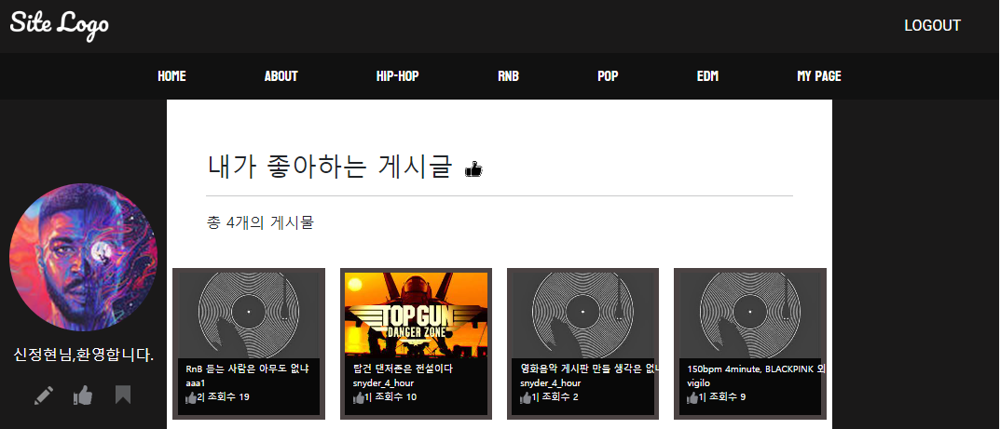 Site Logo
LOGOUT
HOME ABOUT HIP-HOP RNB POP EDM MY PAGE
내가 좋아하는 게시글
총 4개의 게시물
신정현님,환영합니다.
TOP GUN
DANGER ZONE
RnB 듣는 사람은 아무도 없냐
aaa1
2| 조회수 19
탑건 댄저존은 전설이다
snyder_4_hour
1| 조회수 10
영화음악 게시판 만들 생각은 없
snyder_4_hour
1| 조회수 2
150bpm 4minute, BLACKPINK 외
vigilo
1| 조회수 9